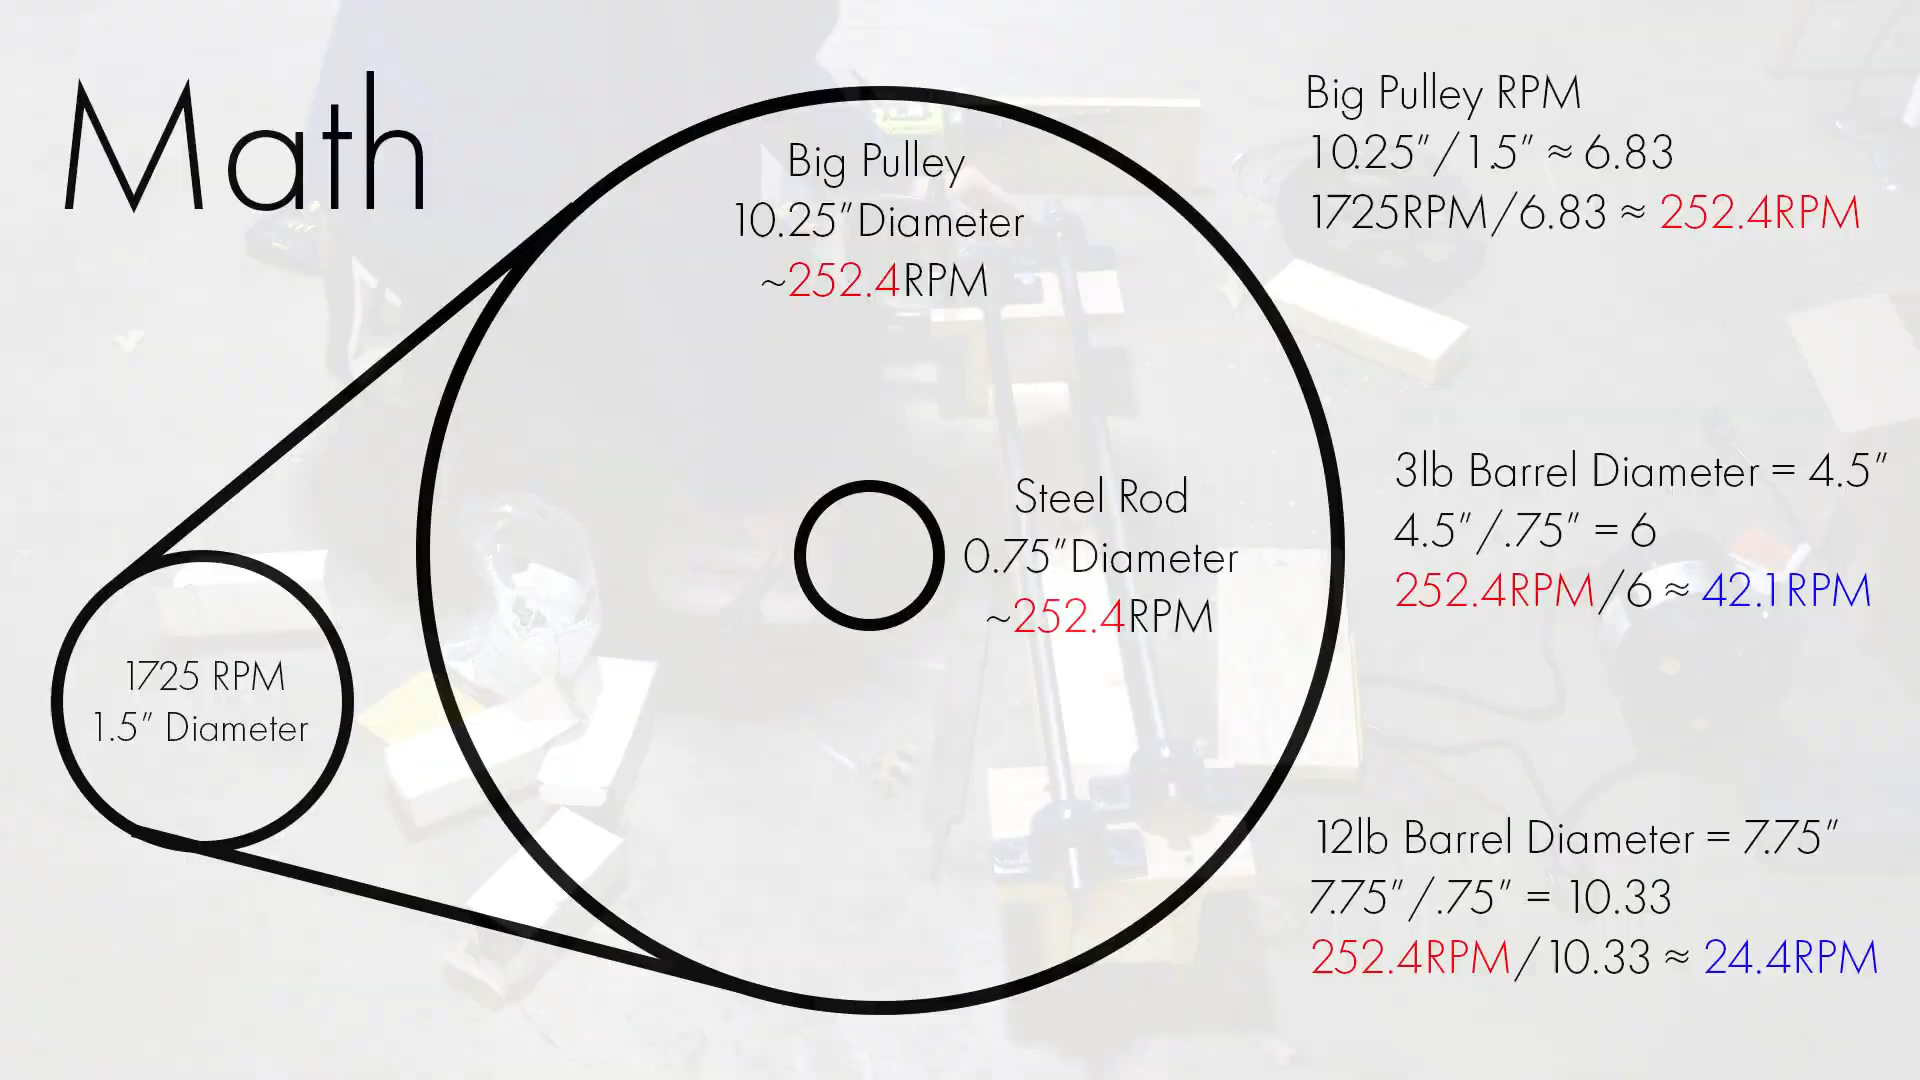 Math
Big Pulley
10.25" Diameter
~252.4RPM
Steel Rod
0.75" Diameter
~252.4RPM
1725 RPM
1.5" Diameter
Big Pulley RPM
10.25"/1.5" ≈ 6.83
1725RPM/6.83 ≈ 252.4RPM
3lb Barrel Diameter = 4.5"
4.5"/.75" = 6
252.4RPM/6 ≈ 42.1RPM
12lb Barrel Diameter = 7.75"
7.75"/.75" = 10.33
252.4RPM/10.33 ≈ 24.4RPM